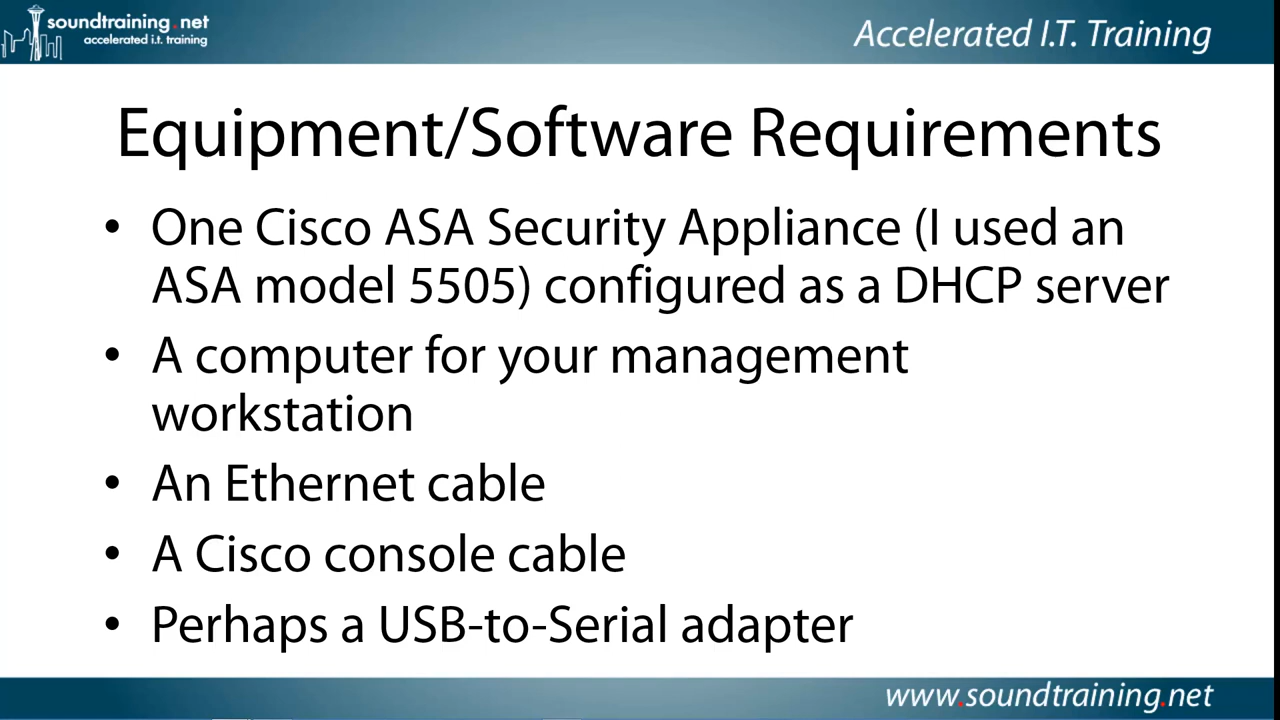 soundtraining.net
accelerated i.t. training
Accelerated I.T. Training
Equipment/Software Requirements
• One Cisco ASA Security Appliance (I used an
ASA model 5505) configured as a DHCP server
• A computer for your management
workstation
• An Ethernet cable
• A Cisco console cable
• Perhaps a USB-to-Serial adapter
www.soundtraining.net